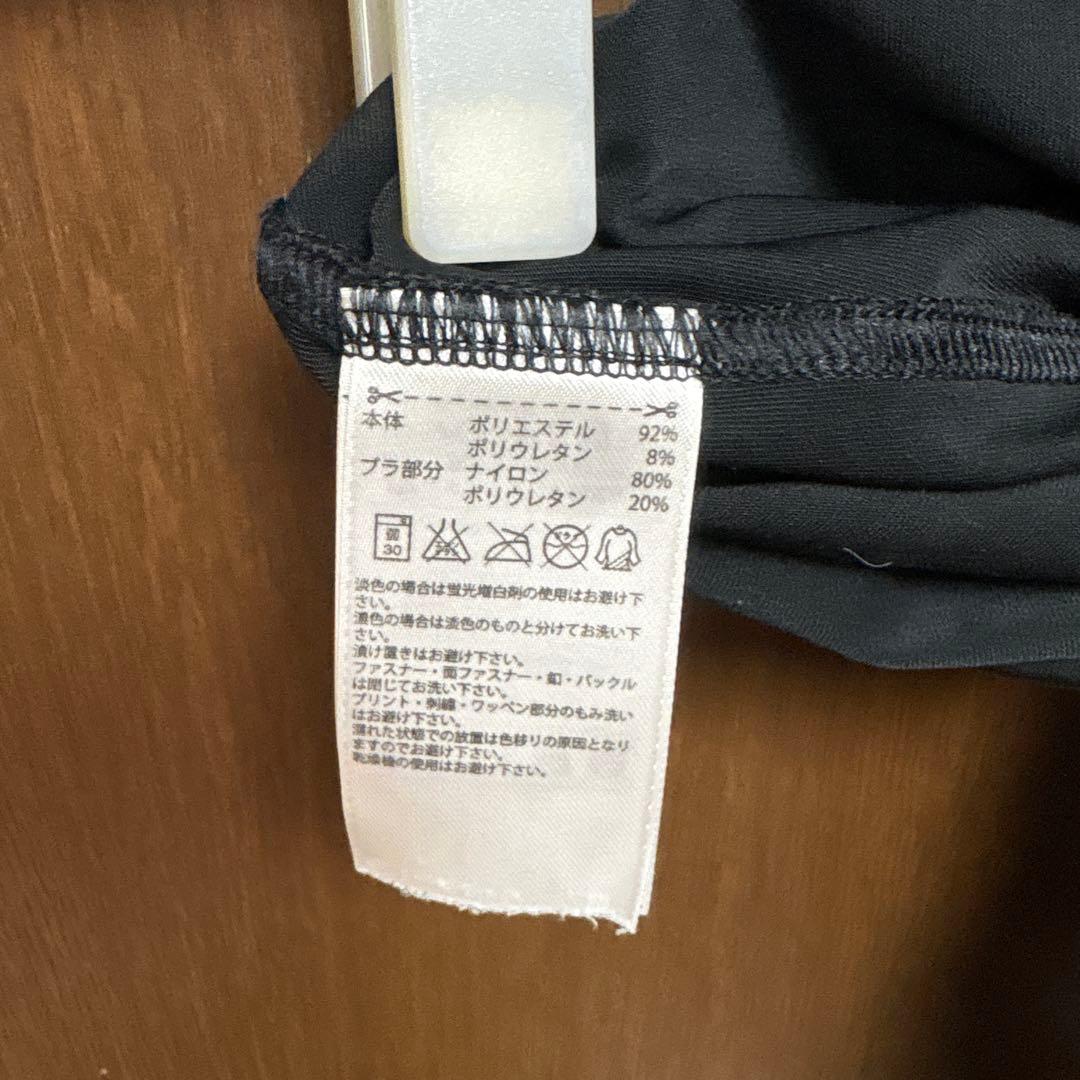 本体 ポリエステル 92%
ポリウレタン 8%
ブラ部分 ナイロン 80%
ポリウレタン 20%
弱
30
淡色の場合は蛍光増白剤の使用はお避け下
さい。
濃色の場合は淡色のものと分けてお洗い下
さい。
漬け置きはお避け下さい。
ファスナー・面ファスナー・釦・バックル
は閉じてお洗い下さい。
プリント・刺繍・ワッペン部分のもみ洗い
はお避け下さい。
濡れた状態での放置は色移りの原因となり
ますのでお避け下さい。
乾燥機の使用はお避け下さい。